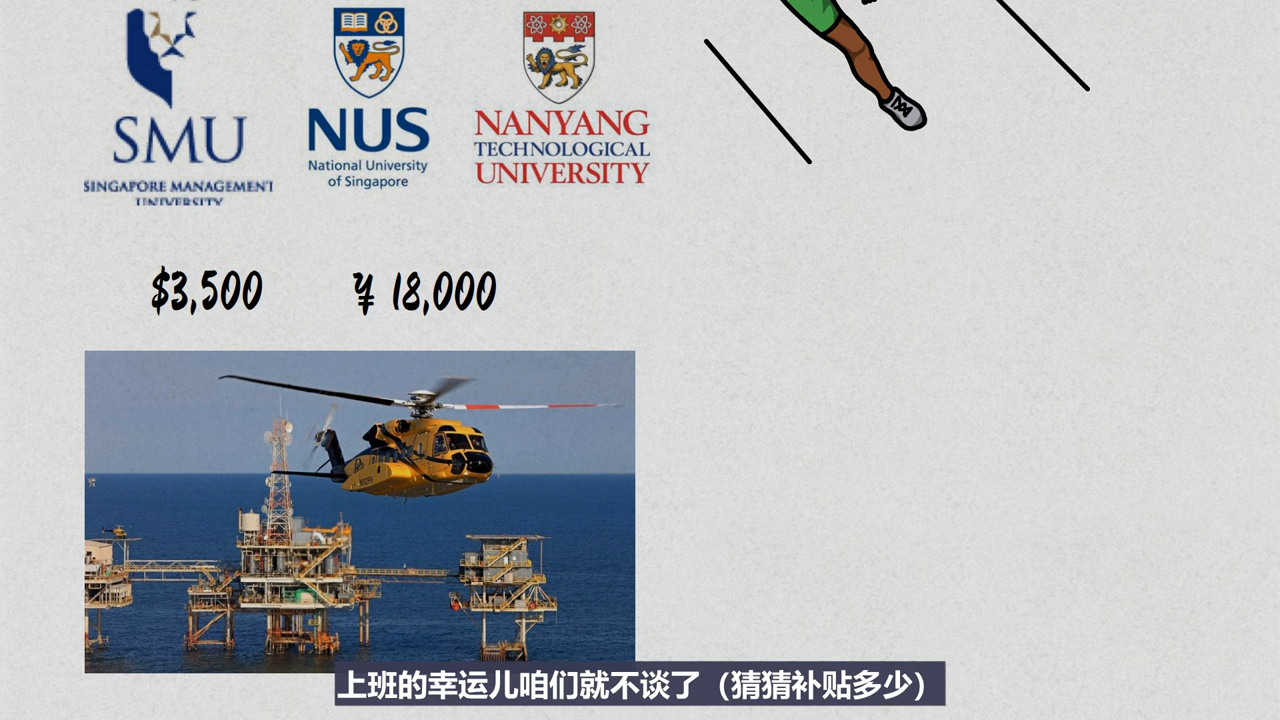 SMU
SINGAPORE MANAGEMENT
UNIVERSITY
NUS
National University
of Singapore
NANYANG
TECHNOLOGICAL
UNIVERSITY
$3,500
¥ 18,000
上班的幸运儿咱们就不谈了（猜猜补贴多少）